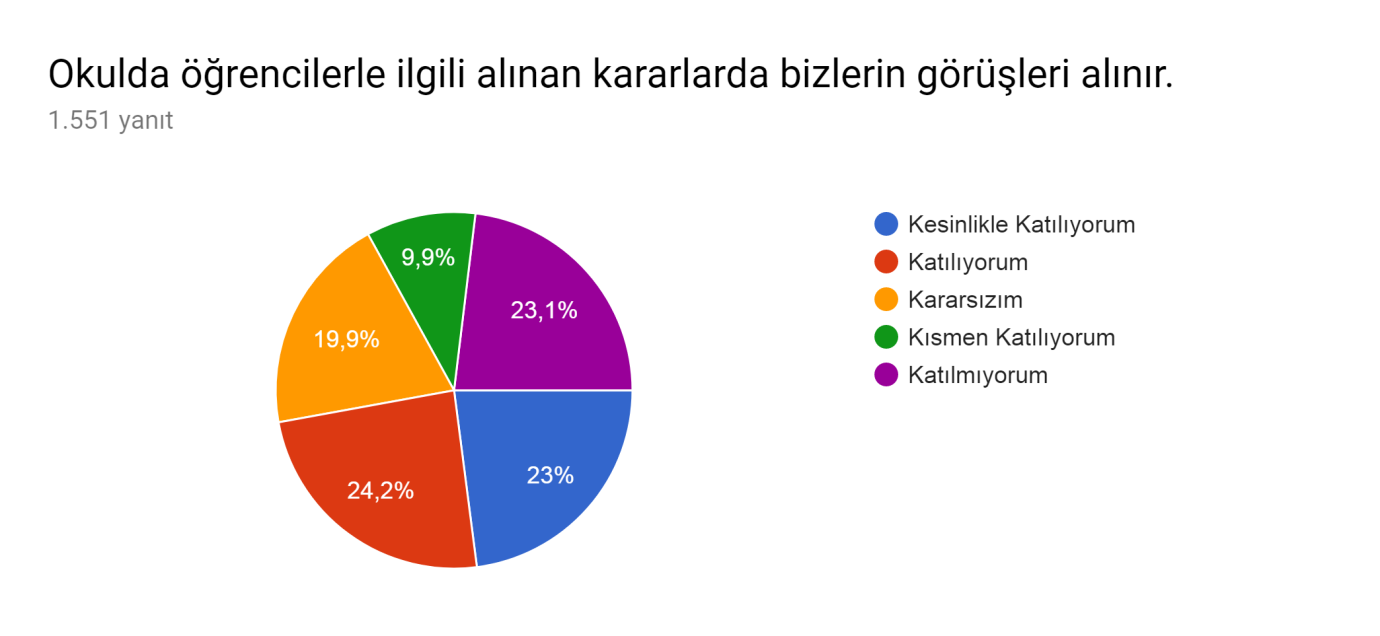 Okulda öğrencilerle ilgili alınan kararlarda bizlerin görüşleri alınır.
1.551 yanıt
9,9%
23,1%
19,9%
24,2%
23%
Kesinlikle Katılıyorum
Katılıyorum
Kararsızım
Kısmen Katılıyorum
Katılmıyorum